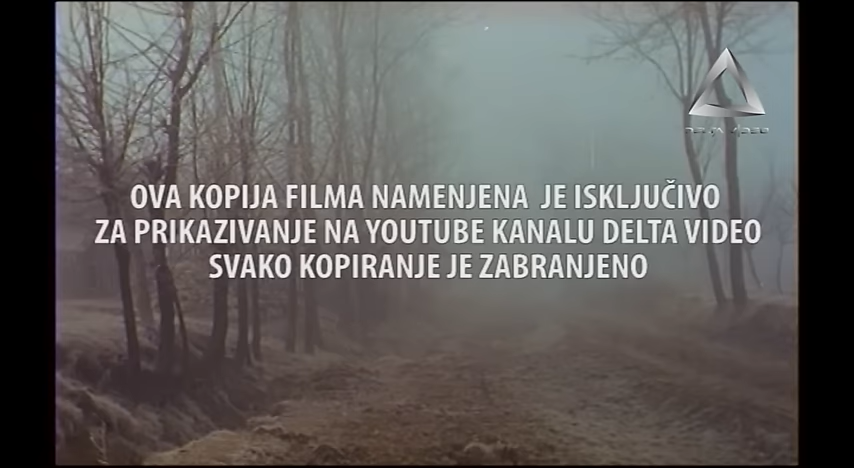 OVA KOPIJA FILMA NAMENJENA JE ISKLJUČIVO
ZA PRIKAZIVANJE NA YOUTUBE KANALU DELTA VIDEO
SVAKO KOPIRANJE JE ZABRANJENO